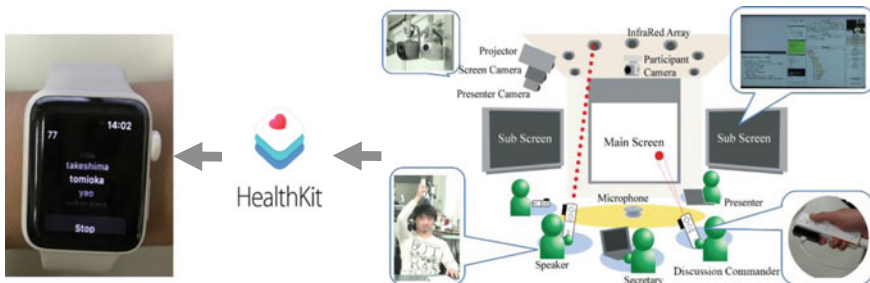 14:02
77
takeshima
tomioka
yao
Stop
HealthKit
InfraRed Array
Projector
Participant
Camera
Screen Camera
Presenter Camera
Sub Screen
Main Screen
Sub Screen
Microphone
Presenter
Speaker
Secretary
Discussion Commander